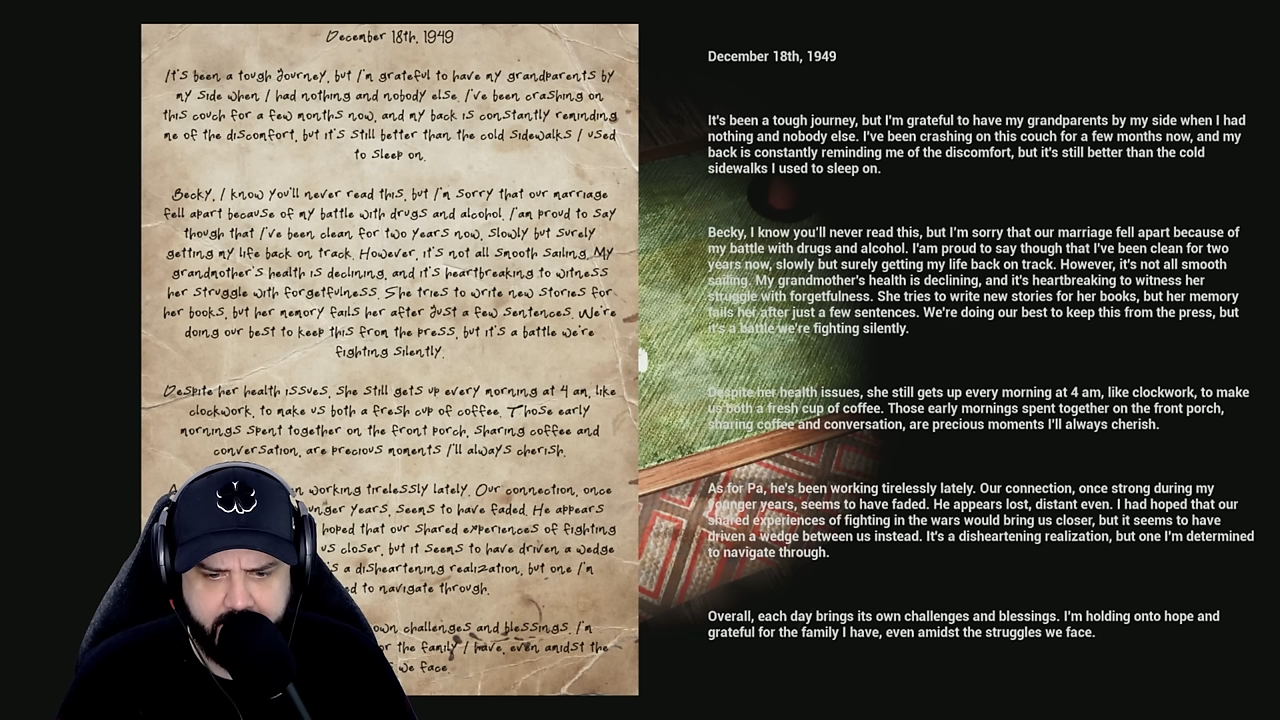 December 18th, 1949
It's been a tough Journey, but I'm grateful to have my grandparents by
my side when I had nothing and nobody else. I've been crashing on
this couch for a few months now, and my back is constantly reminding
me of the discomfort, but it's still better than the cold sidewalks I used
to sleep on.
Becky, I know you'll never read this, but I'm sorry that our marriage
fell apart because of my battle with drugs and alcohol. I'am proud to say
though that I've been clean for two years now, slowly but surely
getting my life back on track. However, it's not all smooth sailing. My
grandmother's health is declining, and it's heartbreaking to witness
her struggle with forgetfulness. She tries to write new stories for
her books, but her memory fails her after just a few sentences. We're
doing our best to keep this from the press, but it's a battle we're
fighting silently.
Despite her health issues, she still gets up every morning at 4 am, like
clockwork, to make us both a fresh cup of coffee. Those early
mornings spent together on the front porch, sharing coffee and
conversation, are precious moments I'll always cherish.
working tirelessly lately. Our connection, once
years, seems to have faded. He appears
hoped that our shared experiences of fighting
us closer, but it seems to have driven a wedge
a disheartening realization, but one I'm
to navigate through.
own challenges and blessings. I'm
the family I have, even amidst the
we face.
December 18th, 1949
It's been a tough journey, but I'm grateful to have my grandparents by my side when I had
nothing and nobody else. I've been crashing on this couch for a few months now, and my
back is constantly reminding me of the discomfort, but it's still better than the cold
sidewalks I used to sleep on.
Becky, I know you'll never read this, but I'm sorry that our marriage fell apart because of
my battle with drugs and alcohol. I'am proud to say though that I've been clean for two
years now, slowly but surely getting my life back on track. However, it's not all smooth
sailing. My grandmother's health is declining, and it's heartbreaking to witness her
struggle with forgetfulness. She tries to write new stories for her books, but her memory
fails her after just a few sentences. We're doing our best to keep this from the press, but
it's a battle we're fighting silently.
Despite her health issues, she still gets up every morning at 4 am, like clockwork, to make
us both a fresh cup of coffee. Those early mornings spent together on the front porch,
sharing coffee and conversation, are precious moments I'll always cherish.
As for Pa, he's been working tirelessly lately. Our connection, once strong during my
younger years, seems to have faded. He appears lost, distant even. I had hoped that our
shared experiences of fighting in the wars would bring us closer, but it seems to have
driven a wedge between us instead. It's a disheartening realization, but one I'm determined
to navigate through.
Overall, each day brings its own challenges and blessings. I'm holding onto hope and
grateful for the family I have, even amidst the struggles we face.